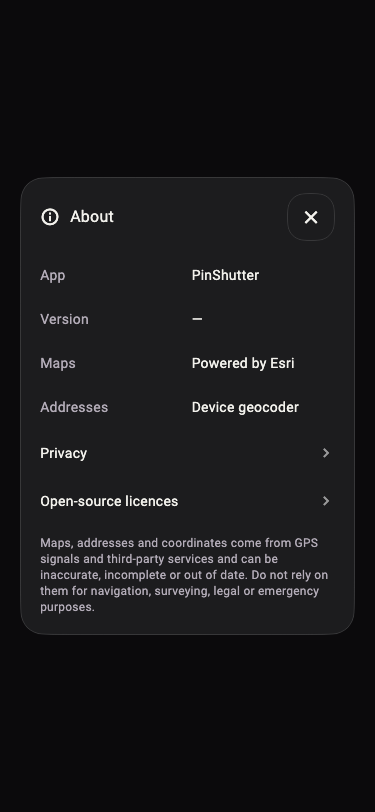 About
App PinShutter
Version –
Maps Powered by Esri
Addresses Device geocoder
Privacy
Open-source licences
Maps, addresses and coordinates come from GPS
signals and third-party services and can be
inaccurate, incomplete or out of date. Do not rely on
them for navigation, surveying, legal or emergency
purposes.